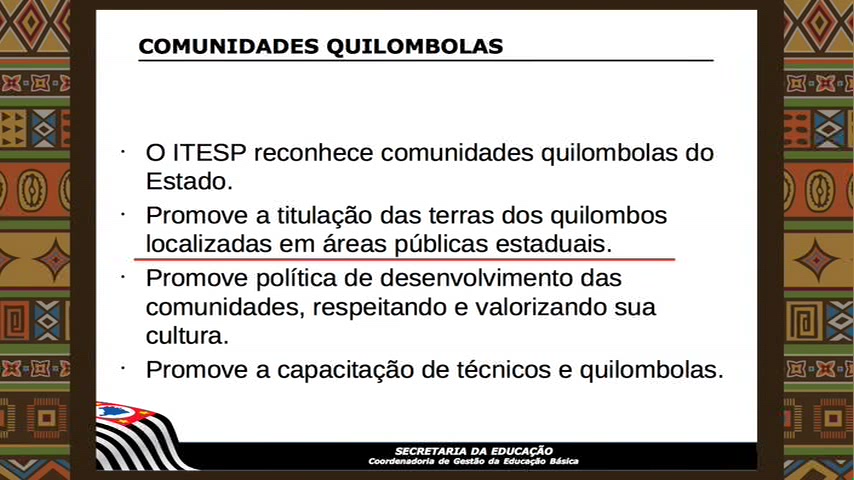 COMUNIDADES QUILOMBOLAS
· O ITESP reconhece comunidades quilombolas do
Estado.
· Promove a titulação das terras dos quilombos
localizadas em áreas públicas estaduais.
· Promove política de desenvolvimento das
comunidades, respeitando e valorizando sua
cultura.
· Promove a capacitação de técnicos e quilombolas.
SECRETARIA DA EDUCAÇÃO
Coordenadoria de Gestão da Educação Básica